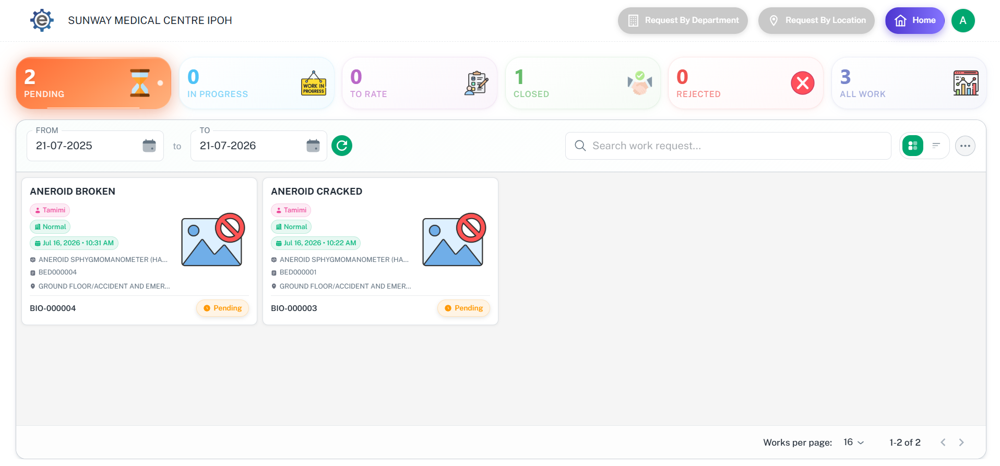 e SUNWAY MEDICAL CENTRE IPOH
Request By Department
Request By Location
Home
A
2
PENDING
0
IN PROGRESS
WORK IN
PROGRESS
0
TO RATE
1
CLOSED
0
REJECTED
3
ALL WORK
FROM
21-07-2025
to
TO
21-07-2026
Search work request...
ANEROID BROKEN
Tamimi
Normal
Jul 16, 2026 • 10:31 AM
ANEROID SPHYGMOMANOMETER (HA...
BED000004
GROUND FLOOR/ACCIDENT AND EMER...
BIO-000004
Pending
ANEROID CRACKED
Tamimi
Normal
Jul 16, 2026 • 10:22 AM
ANEROID SPHYGMOMANOMETER (HA...
BED000001
GROUND FLOOR/ACCIDENT AND EMER...
BIO-000003
Pending
Works per page: 16
1-2 of 2